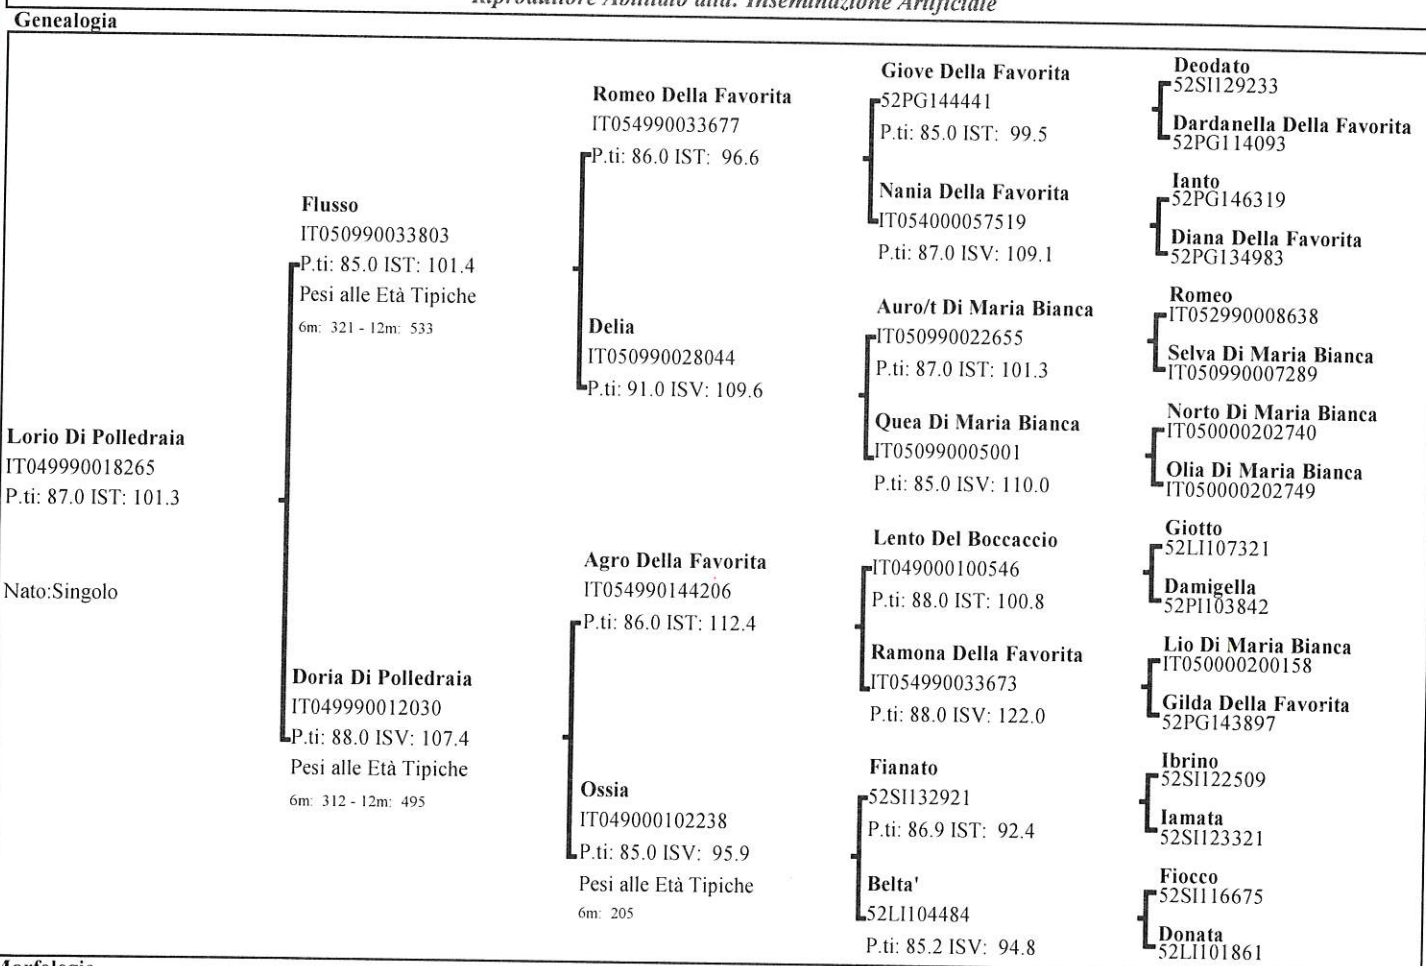 Riproduttore Abilitato alla: Inseminazione Artificiale
Genealogia
Lorio Di Polledraia
IT049990018265
P.ti: 87.0 IST: 101.3
Nato:Singolo
Flusso
IT050990033803
P.ti: 85.0 IST: 101.4
Pesi alle Età Tipiche
6m: 321 - 12m: 533
Doria Di Polledraia
IT049990012030
P.ti: 88.0 ISV: 107.4
Pesi alle Età Tipiche
6m: 312 - 12m: 495
Romeo Della Favorita
IT054990033677
P.ti: 86.0 IST: 96.6
Delia
IT050990028044
P.ti: 91.0 ISV: 109.6
Agro Della Favorita
IT054990144206
P.ti: 86.0 IST: 112.4
Ossia
IT049000102238
P.ti: 85.0 ISV: 95.9
Pesi alle Età Tipiche
6m: 205
Giove Della Favorita
52PG144441
P.ti: 85.0 IST: 99.5
Nania Della Favorita
IT054000057519
P.ti: 87.0 ISV: 109.1
Auro/t Di Maria Bianca
IT050990022655
P.ti: 87.0 IST: 101.3
Quea Di Maria Bianca
IT050990005001
P.ti: 85.0 ISV: 110.0
Lento Del Boccaccio
IT049000100546
P.ti: 88.0 IST: 100.8
Ramona Della Favorita
IT054990033673
P.ti: 88.0 ISV: 122.0
Fianato
52SI132921
P.ti: 86.9 IST: 92.4
Belta'
52LI104484
P.ti: 85.2 ISV: 94.8
Deodato
52SI129233
Dardanella Della Favorita
52PG114093
Ianto
52PG146319
Diana Della Favorita
52PG134983
Romeo
IT052990008638
Selva Di Maria Bianca
IT050990007289
Norto Di Maria Bianca
IT050000202740
Olia Di Maria Bianca
IT050000202749
Giotto
52LI107321
Damigella
52PI103842
Lio Di Maria Bianca
IT050000200158
Gilda Della Favorita
52PG143897
Ibrino
52SI122509
Iamata
52SI123321
Fiocco
52SI116675
Donata
52LI101861
Morfologia